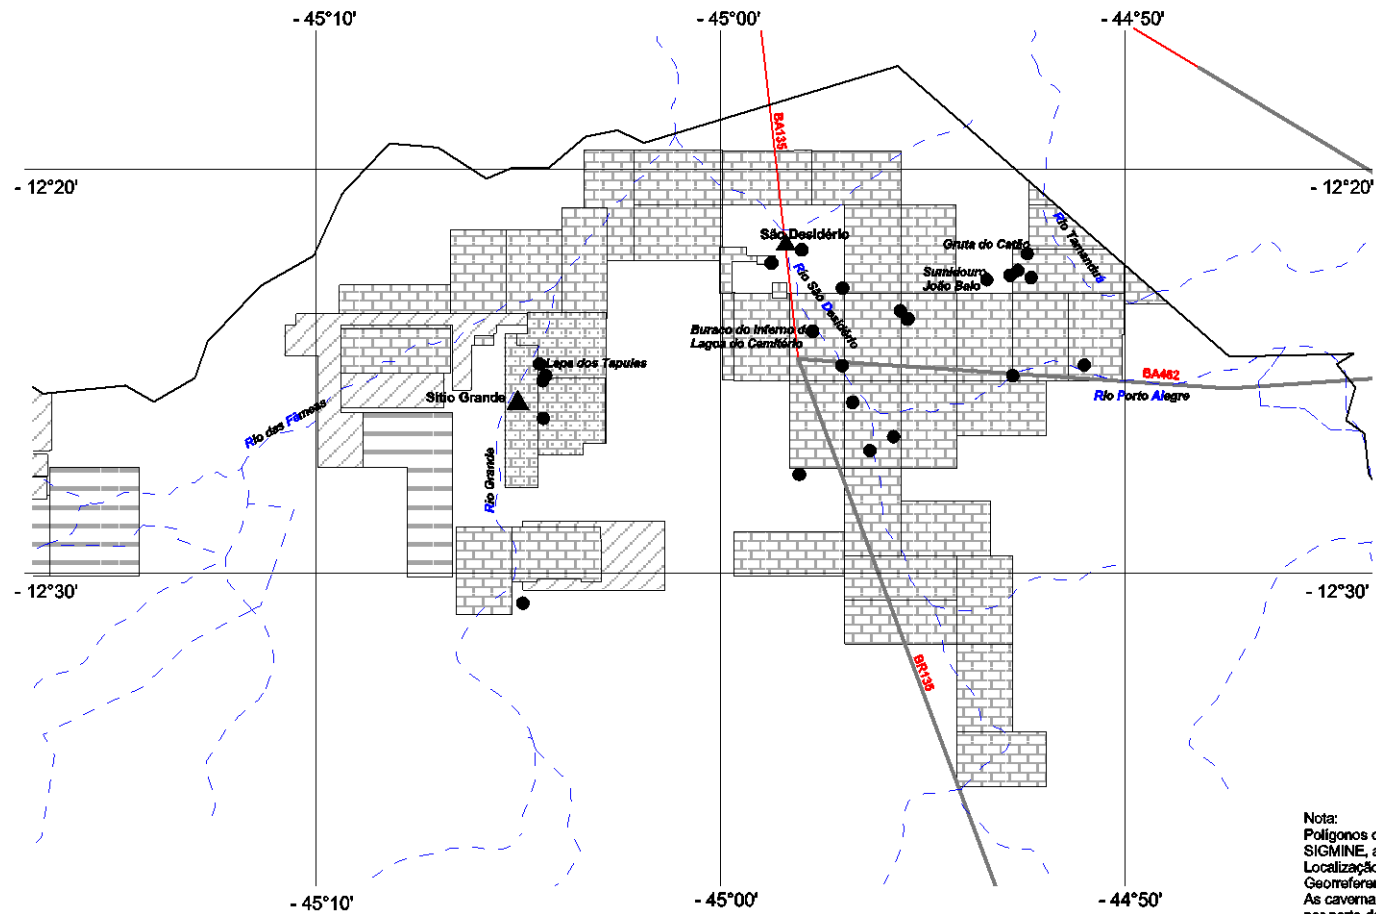 - 45°10'
- 45°00'
- 44°50'
- 12°20'
- 12°20'
BA135
São Desidério
Rio São Desidério
Gruta do Catão
Rio Tamanduá
Sumidouro
João Baio
Buraco do Inferno da
Lagoa do Cemitério
Lapa dos Tapuias
Sítio Grande
Rio das Fêmeas
Rio Grande
BA462
Rio Porto Alegre
- 12°30'
- 12°30'
BR135
Nota:
Polígonos
SIGMINE, a
Localização
Georreferen
As caverna
- 45°10'
- 45°00'
- 44°50'